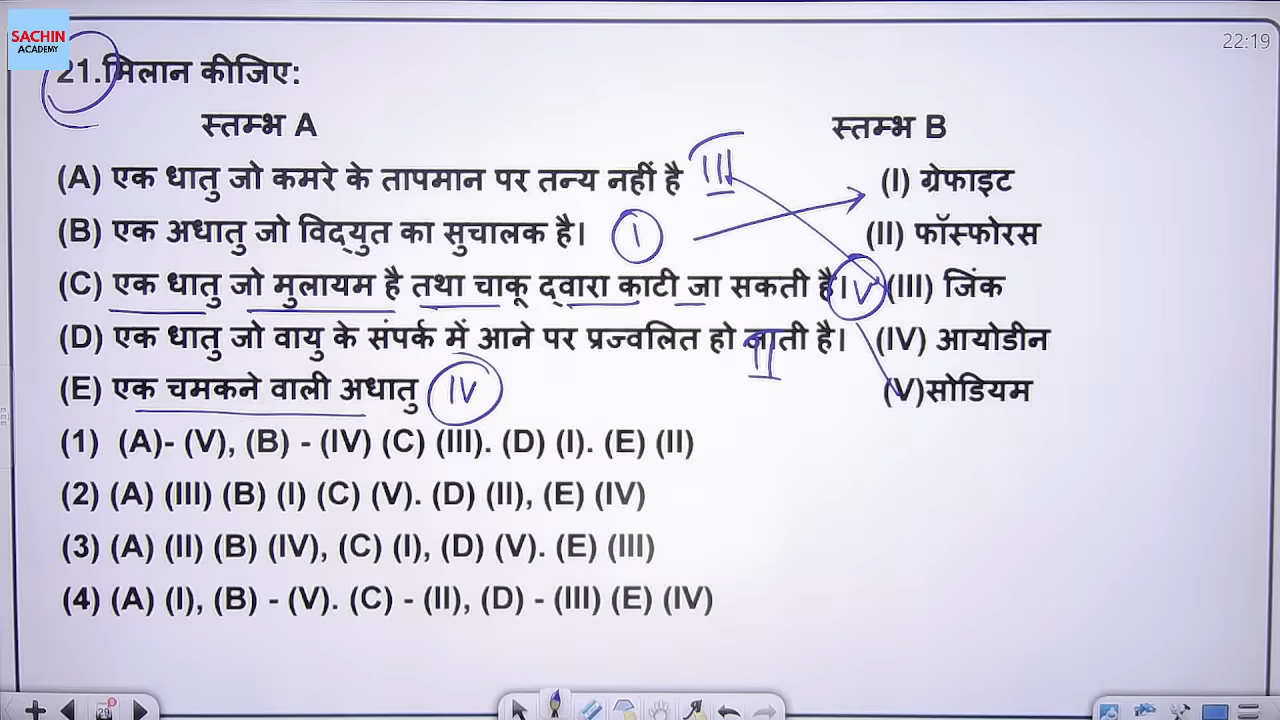 SACHIN
ACADEMY
22:19
21.मिलान कीजिए:
स्तम्भ A स्तम्भ B
(A) एक धातु जो कमरे के तापमान पर तन्य नहीं है III (I) ग्रेफाइट
(B) एक अधातु जो विद्युत का सुचालक है। I (II) फॉस्फोरस
(C) एक धातु जो मुलायम है तथा चाकू द्वारा काटी जा सकती है। V (III) जिंक
(D) एक धातु जो वायु के संपर्क में आने पर प्रज्वलित हो जाती है। II (IV) आयोडीन
(E) एक चमकने वाली अधातु IV (V)सोडियम
(1) (A)- (V), (B) - (IV) (C) (III). (D) (I). (E) (II)
(2) (A) (III) (B) (I) (C) (V). (D) (II), (E) (IV)
(3) (A) (II) (B) (IV), (C) (I), (D) (V). (E) (III)
(4) (A) (I), (B) - (V). (C) - (II), (D) - (III) (E) (IV)